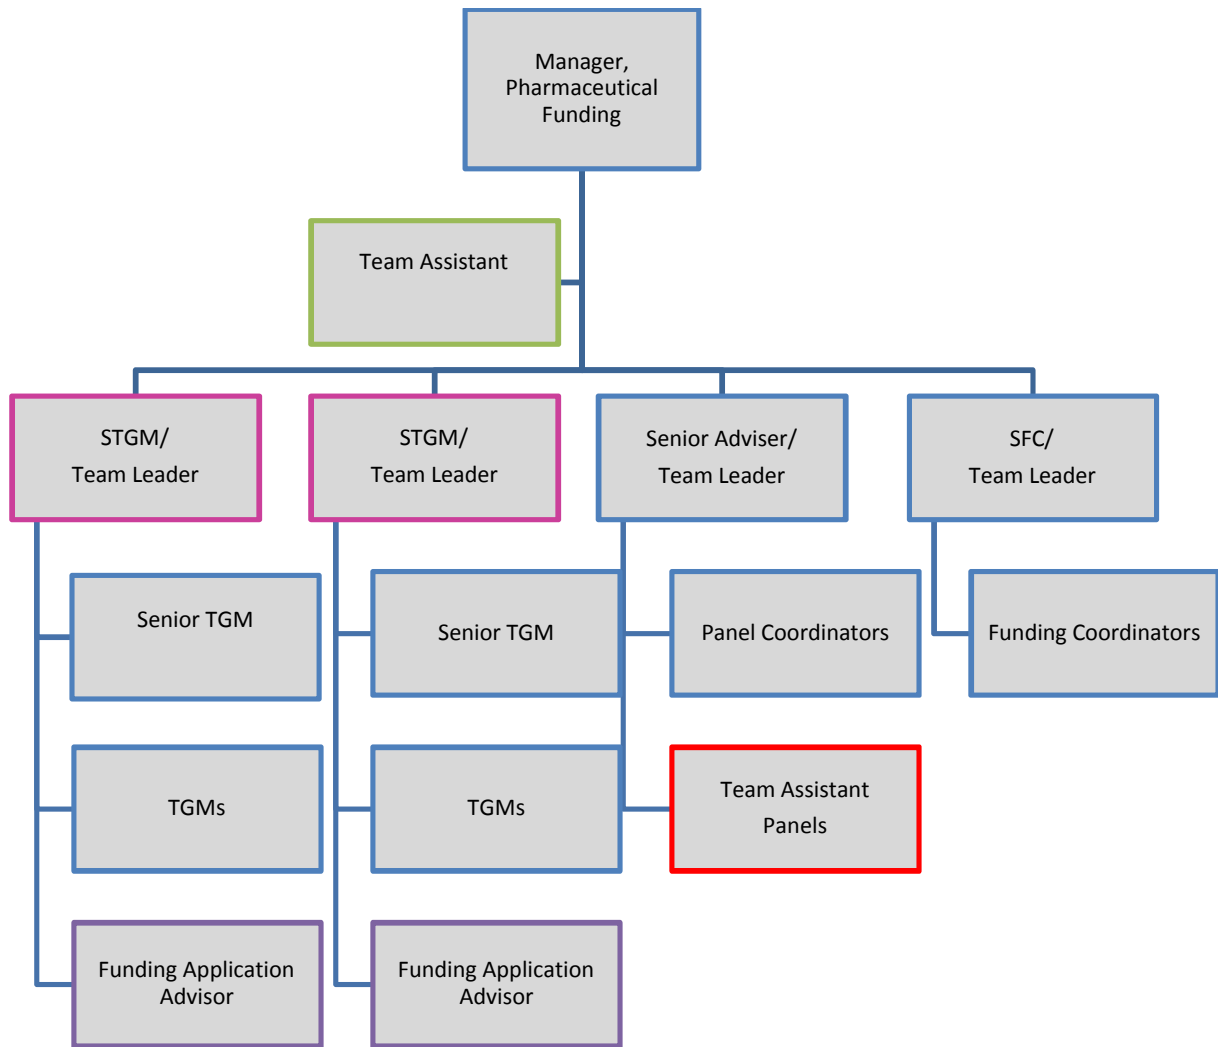 Manager,
Pharmaceutical
Funding
Team Assistant
STGM/
Team Leader
STGM/
Team Leader
Senior Adviser/
Team Leader
SFC/
Team Leader
Senior TGM
Senior TGM
Panel Coordinators
Funding Coordinators
TGMs
TGMs
Team Assistant
Panels
Funding Application
Advisor
Funding Application
Advisor